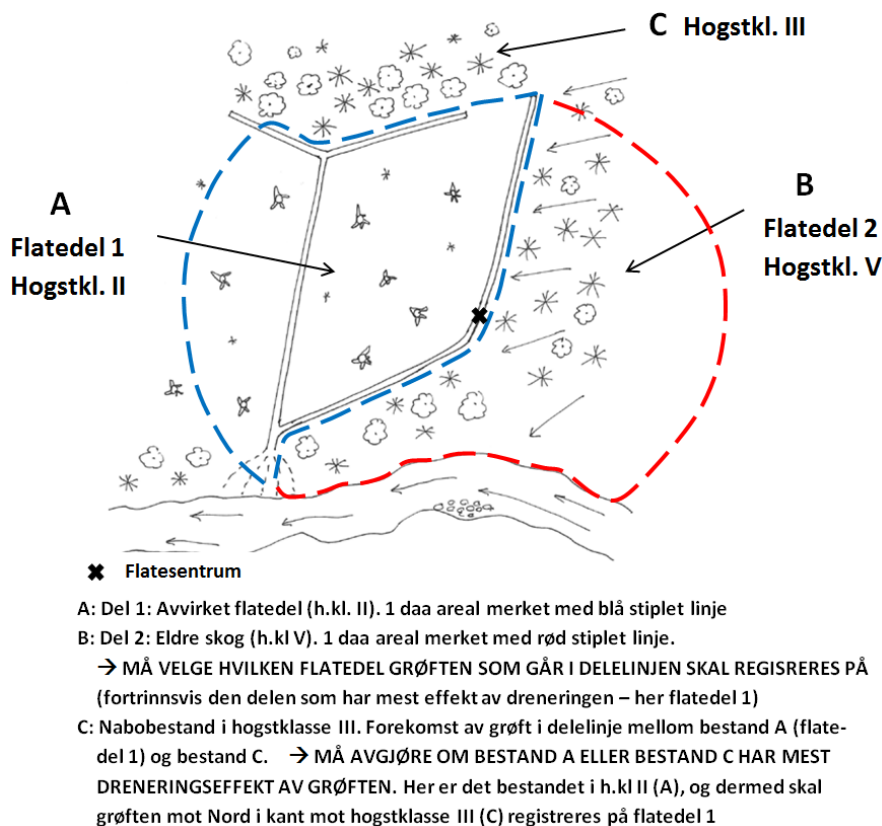 C Hogstkl. III
A
Flatedel 1
Hogstkl. II
B
Flatedel 2
Hogstkl. V
Flatesentrum
A: Del 1: Avvirket flatedel (h.kl. II). 1 daa areal merket med blå stiplet linje
B: Del 2: Eldre skog (h.kl V). 1 daa areal merket med rød stiplet linje.
→ MÅ VELGE HVILKEN FLATEDEL GRØFTEN SOM GÅR I DELELINJEN SKAL REGISRERES PÅ
(fortrinnsvis den delen som har mest effekt av dreneringen – her flatedel 1)
C: Nabobestand i hogstklasse III. Forekomst av grøft i delelinje mellom bestand A (flate-
del 1) og bestand C. → MÅ AVGJØRE OM BESTAND A ELLER BESTAND C HAR MEST
DRENERINGSEFFEKT AV GRØFTEN. Her er det bestandet i h.kl II (A), og dermed skal
grøften mot Nord i kant mot hogstklasse III (C) registreres på flatedel 1